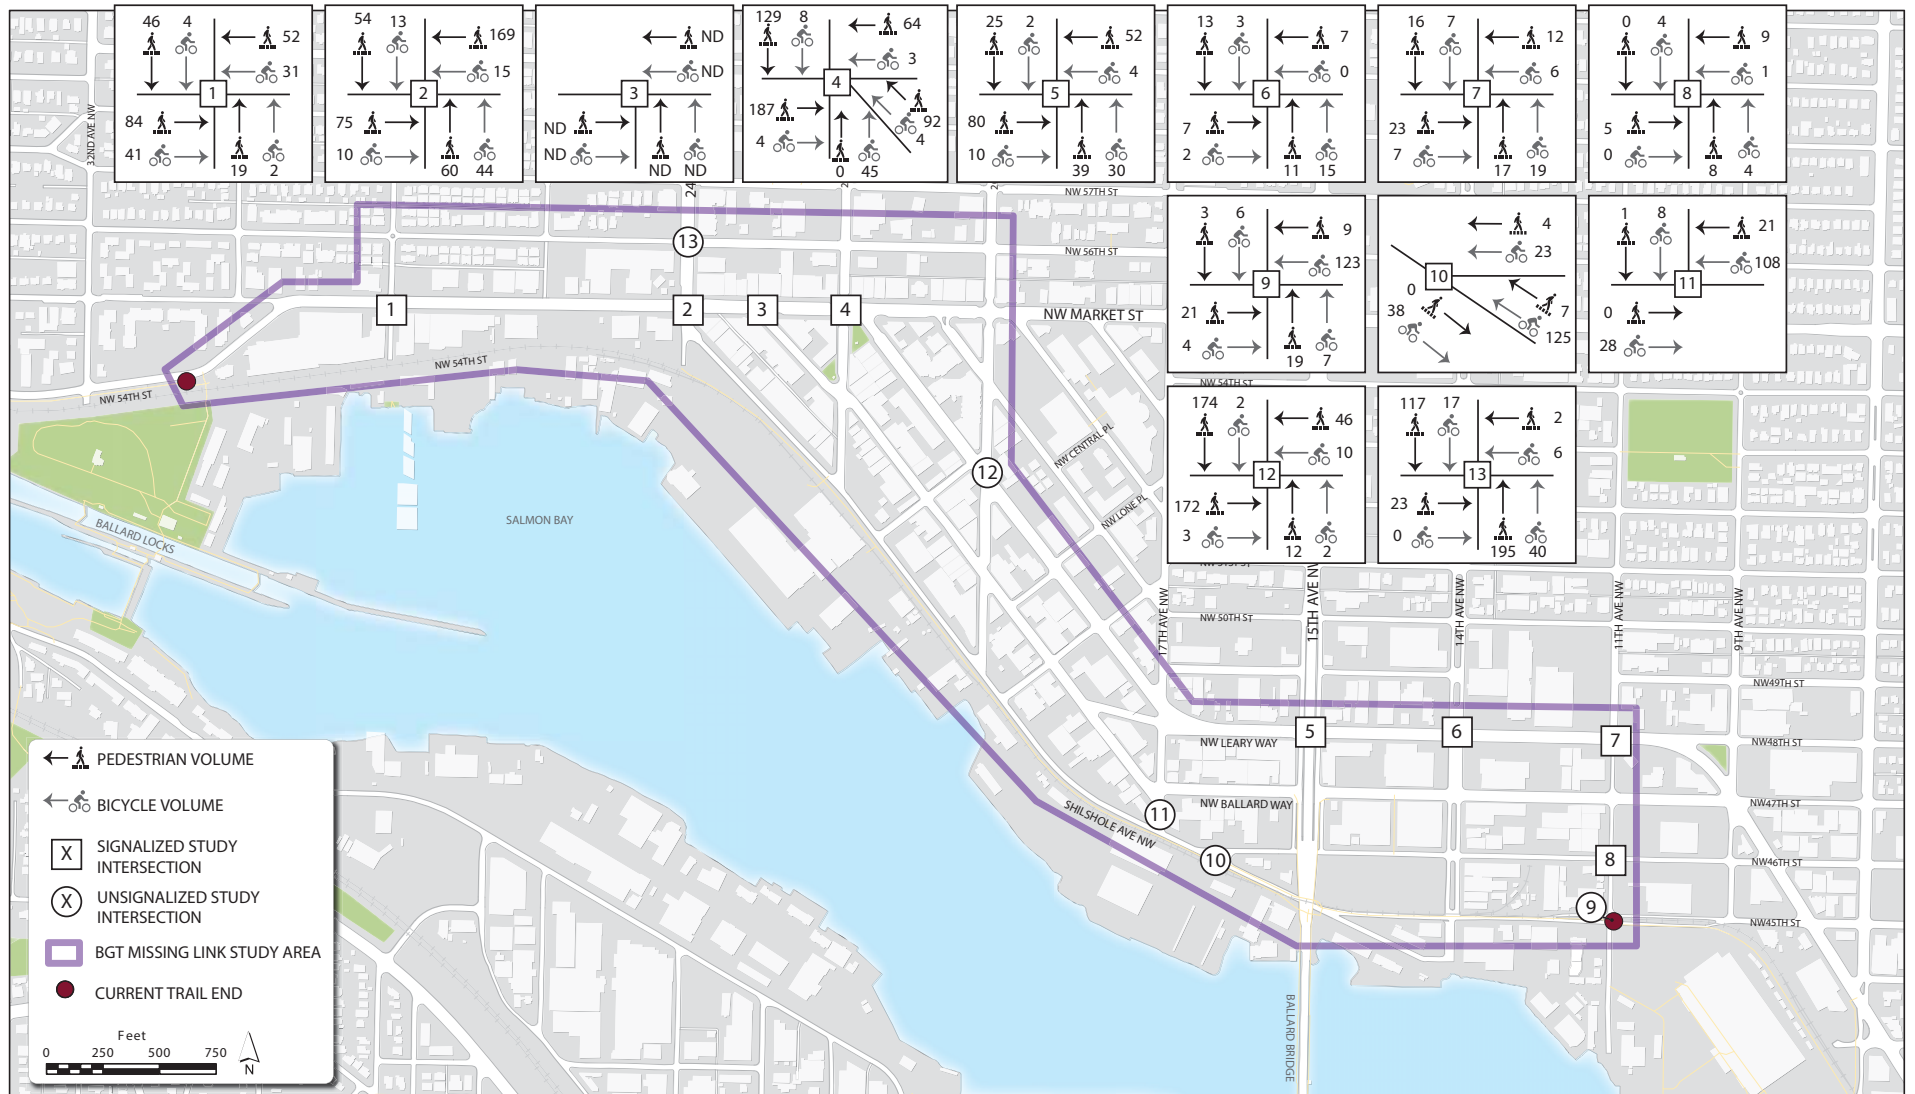 46 4
52
31
1
84
41
19 2
54 13
169
15
2
75
10
60 44
ND
ND
3
ND
ND
ND ND
129 8
64
3
4
187
92
4
4
0 45
25 2
52
4
5
80
10
39 30
13 3
7
0
6
7
2
11 15
16 7
12
6
7
23
7
17 19
0 4
9
1
8
5
0
8 4
3 6
9
123
9
21
4
19 7
4
23
10
0
38
7
125
1 8
21
108
11
0
28
174 2
46
10
12
172
3
12 2
117 17
2
6
13
23
0
195 40
32ND AVE NW
24
2
2
NW 57TH ST
13
NW 56TH ST
1
2
3
4
NW MARKET ST
NW 54TH ST
NW 54TH ST
NW 54TH ST
NW CENTRAL PL
12
NW LONE PL
BALLARD LOCKS
SALMON BAY
NW 50TH ST
17TH AVE NW
15TH AVE NW
14TH AVE NW
11TH AVE NW
9TH AVE NW
NW49TH ST
5
6
7
NW LEARY WAY
NW48TH ST
11
NW BALLARD WAY
NW47TH ST
SHILSHOLE AVE NW
10
8
NW46TH ST
9
NW45TH ST
BALLARD BRIDGE
PEDESTRIAN VOLUME
BICYCLE VOLUME
X
SIGNALIZED STUDY
INTERSECTION
X
UNSIGNALIZED STUDY
INTERSECTION
BGT MISSING LINK STUDY AREA
CURRENT TRAIL END
Feet
0 250 500 750
N